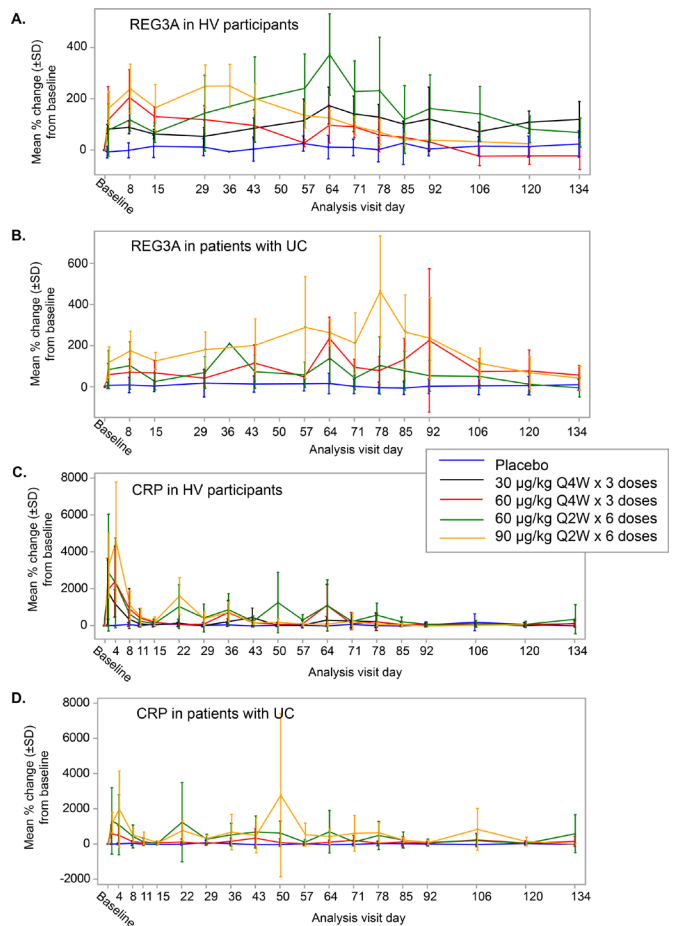 A.
REG3A in HV participants
Mean % change (±SD)
from baseline
400
200
0
Baseline 8 15 29 36 43 50 57 64 71 78 85 92 106 120 134
Analysis visit day
B.
REG3A in patients with UC
Mean % change (±SD)
from baseline
600
400
200
0
Baseline 8 15 29 36 43 50 57 64 71 78 85 92 106 120 134
Analysis visit day
Placebo
30 µg/kg Q4W x 3 doses
60 µg/kg Q4W x 3 doses
60 µg/kg Q2W x 6 doses
90 µg/kg Q2W x 6 doses
C.
CRP in HV participants
Mean % change (±SD)
from baseline
8000
6000
4000
2000
0
Baseline 4 8 11 15 22 29 36 43 50 57 64 71 78 85 92 106 120 134
Analysis visit day
D.
CRP in patients with UC
Mean % change (±SD)
from baseline
8000
6000
4000
2000
0
-2000
Baseline 4 8 11 15 22 28 36 43 50 58 64 71 78 85 92 106 120 134
Analysis visit day